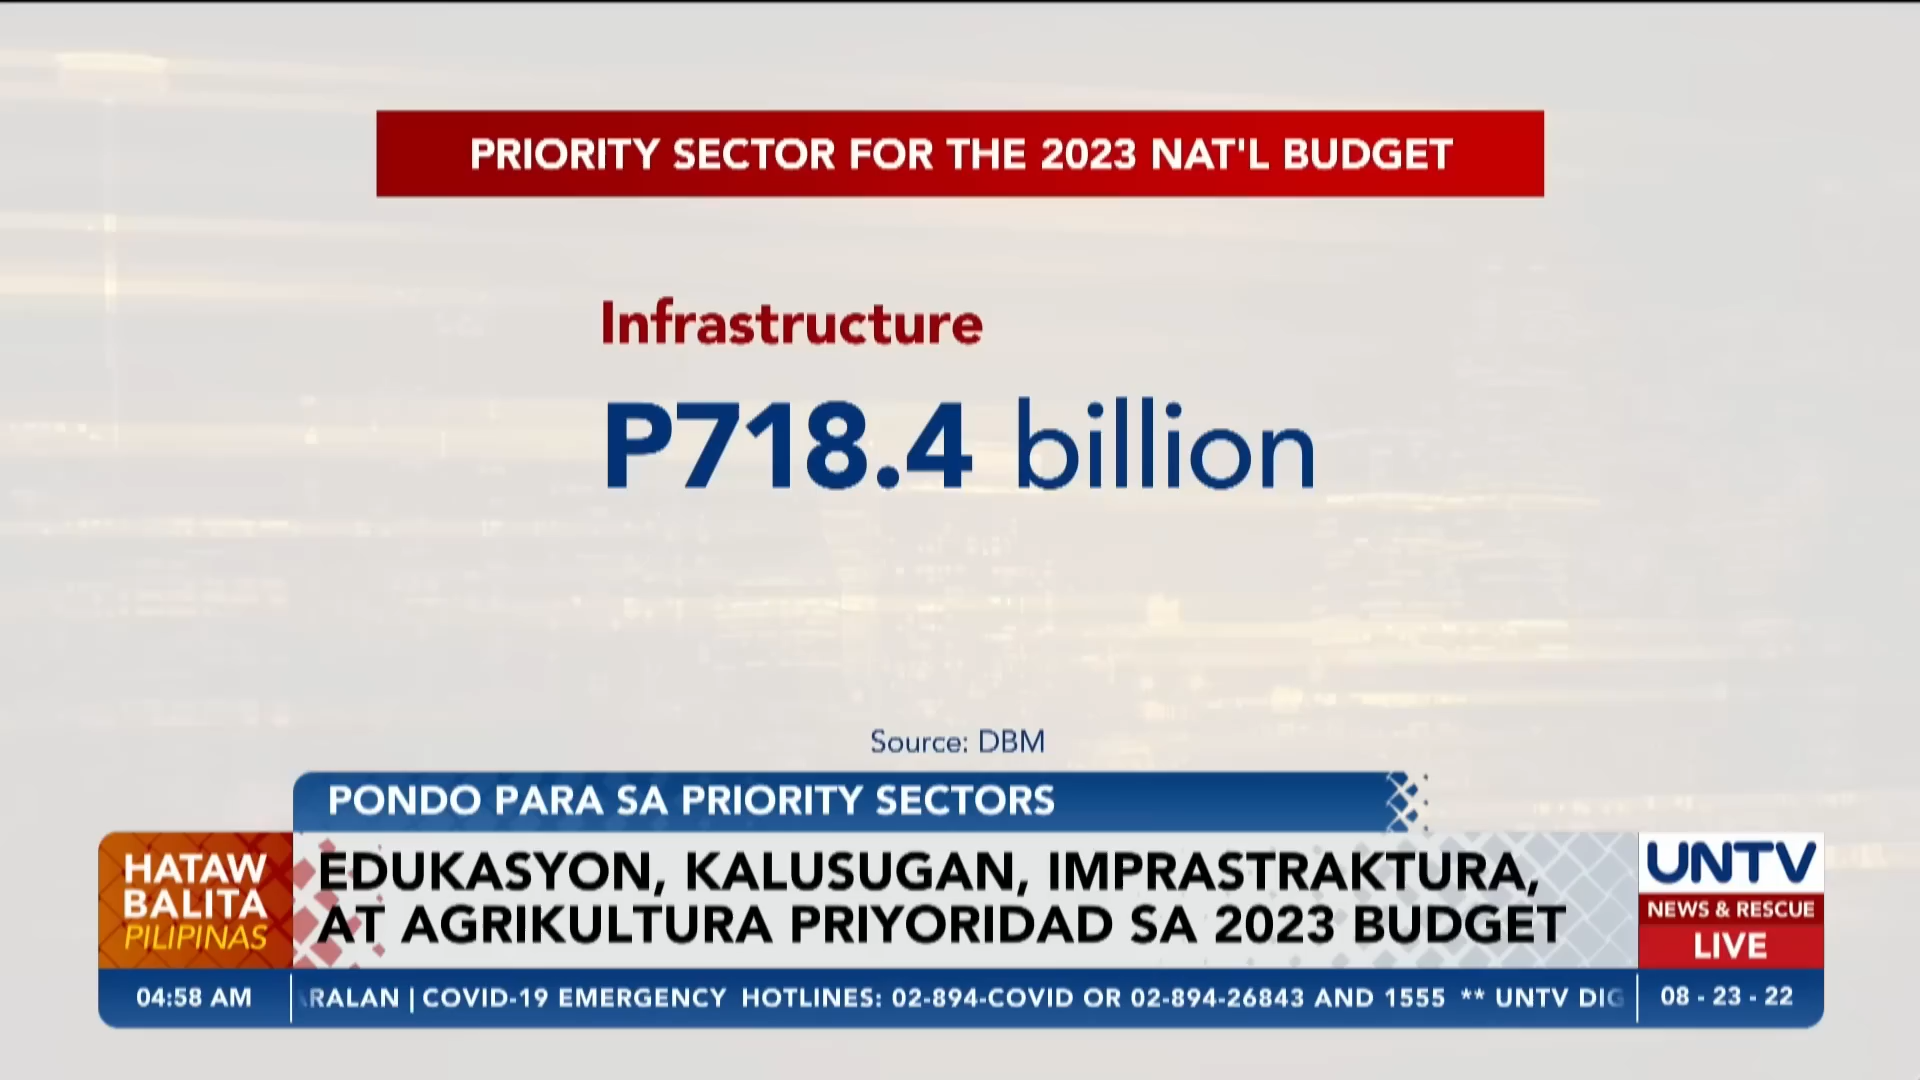 PRIORITY SECTOR FOR THE 2023 NAT'L BUDGET
Infrastructure
P718.4 billion
Source: DBM
PONDO PARA SA PRIORITY SECTORS
HATAW
BALITA
PILIPINAS
EDUKASYON, KALUSUGAN, IMPRASTRAKTURA,
AT AGRIKULTURA PRIYORIDAD SA 2023 BUDGET
UNTV
NEWS & RESCUE
LIVE
04:58 AM
RALAN | COVID-19 EMERGENCY HOTLINES: 02-894-COVID OR 02-894-26843 AND 1555 ** UNTV DIG
08 - 23 - 22